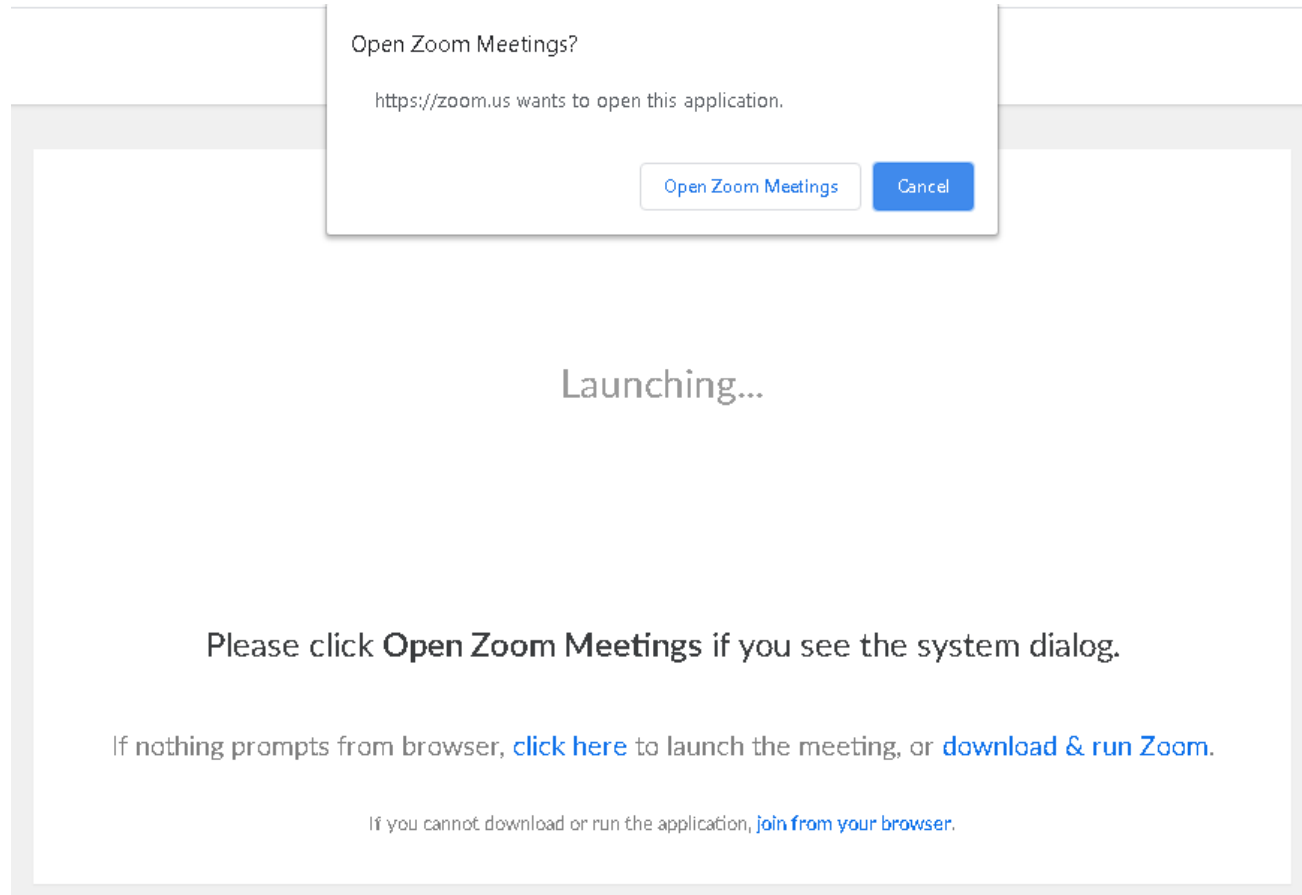 Open Zoom Meetings?
https://zoom.us wants to open this application.
Open Zoom Meetings Cancel
Launching...
Please click Open Zoom Meetings if you see the system dialog.
If nothing prompts from browser, click here to launch the meeting, or download & run Zoom.
If you cannot download or run the application, join from your browser.